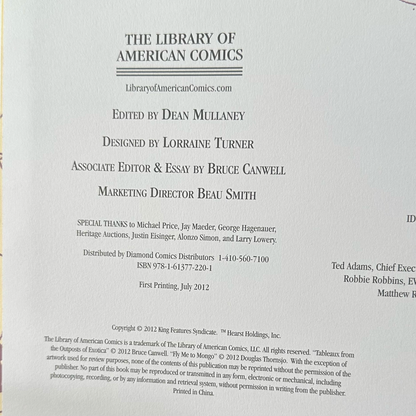 THE LIBRARY OF
AMERICAN COMICS
LibraryofAmericanComics.com
EDITED BY DEAN MULLANEY
DESIGNED BY LORRAINE TURNER
ASSOCIATE EDITOR & ESSAY BY BRUCE CANWELL
MARKETING DIRECTOR BEAU SMITH
SPECIAL THANKS to Michael Price, Jay Maeder, George Hagenauer,
Heritage Auctions, Justin Eisinger, Alonzo Simon, and Larry Lowery.
Distributed by Diamond Comics Distributors 1-410-560-7100
ISBN 978-1-61377-220-1
First Printing, July 2012
Copyright © 2012 King Features Syndicate. ™ Hearst Holdings, Inc.
The Library of American Comics is a trademark of The Library of American Comics, LLC. All rights reserved. "Tableaux from
the Outposts of Exotica" © 2012 Bruce Canwell. "Fly Me to Mongo" © 2012 Douglas Thornsjo. With the exception of
artwork used for review purposes, none of the contents of this publication may be reprinted without the permission of the
publisher. No part of this book may be reproduced or transmitted in any form, electronic or mechanical, including
photocopying, recording, or by any information and retrieval system, without permission in writing from the publisher.
Printed in China.
ID
Ted Adams, Chief Exec
Robbie Robbins, EV
Matthew R